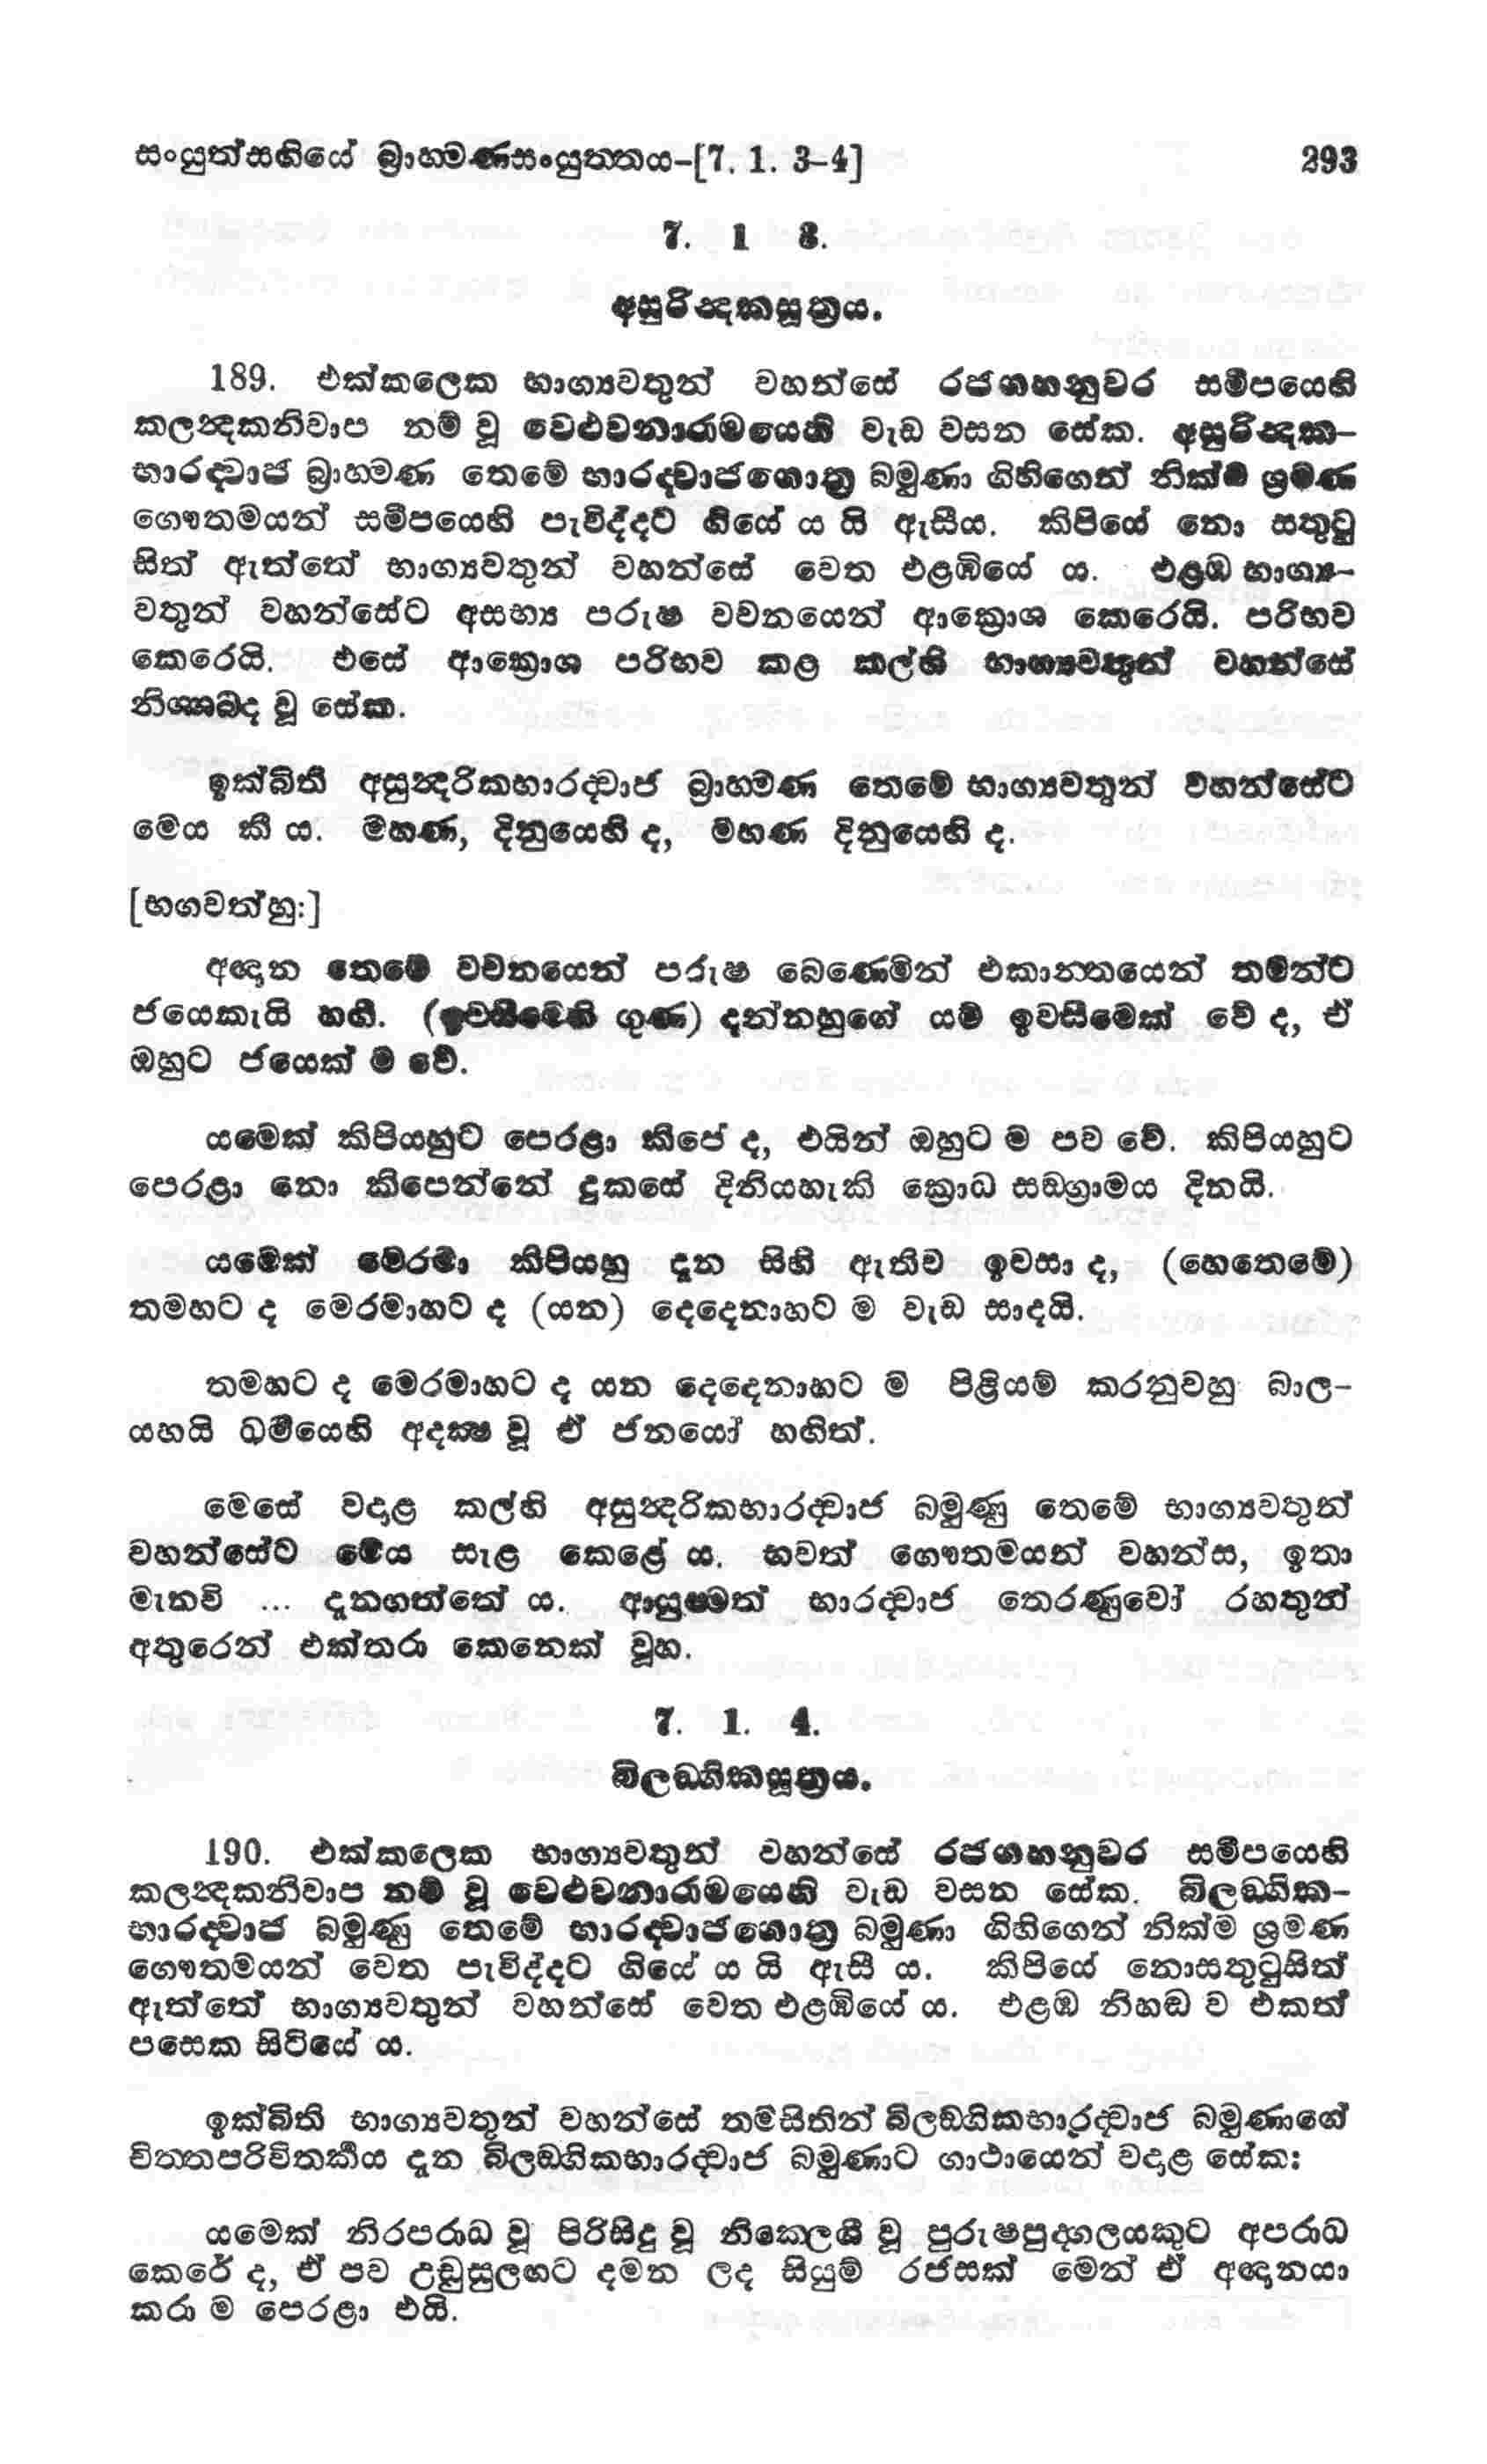 සංයුත්සඟියේ බ්‍රාහ්මණසංයුත්තය-[7. 1. 3-4] 293
7. 1 3.
අසුරින්‍දකසූත්‍රය.
189. එක්කලෙක භාග්‍යවතුන් වහන්සේ රජගහනුවර සමීපයෙහි
කලන්‍දකනිවාප නම් වූ වෙළුවනාරාමයෙහි වැඩ වසන සේක. අසුරින්‍දක-
භාරද්‍වාජ බ්‍රාහ්මණ තෙමේ භාරද්‍වාජගොත්‍ර බමුණා ගිහිගෙන් නික්ම ශ්‍රමණ
ගෞතමයන් සමීපයෙහි පැවිද්දට ගියේ ය යි ඇසීය. කිපියේ නො සතුටු
සිත් ඇත්තේ භාග්‍යවතුන් වහන්සේ වෙත එළඹියේ ය. එළඹ භාග්‍ය-
වතුන් වහන්සේට අසභ්‍ය පරුෂ වචනයෙන් ආක්‍රොශ කෙරෙයි. පරිභව
කෙරෙයි. එසේ ආක්‍රොශ පරිභව කළ කල්හි භාග්‍යවතුන් වහන්සේ
නිශ්ශබ්ද වූ සේක.
ඉක්බිති අසුන්‍දරිකභාරද්‍වාජ බ්‍රාහ්මණ තෙමේ භාග්‍යවතුන් වහන්සේට
මෙය කී ය. මහණ, දිනුයෙහි ද, මහණ දිනුයෙහි ද.
[භගවත්හු:]
අඥාන තෙමේ වචනයෙන් පරුෂ බෙණෙමින් එකාන්තයෙන් තමන්ට
ජයෙකැයි හඟී. (ඉවසීමෙහි ගුණ) දන්නහුගේ යම් ඉවසීමෙක් වේ ද, ඒ
ඔහුට ජයෙක් ම වේ.
යමෙක් කිපියහුට පෙරළා කිපේ ද, එයින් ඔහුට ම පව වේ. කිපියහුට
පෙරළා නො කිපෙන්නේ දුකසේ දිනියහැකි ක්‍රොධ සඞ්ග්‍රාමය දිනයි.
යමෙක් මෙරමා කිපියහු දැන සිහි ඇතිව ඉවසා ද, (හෙතෙමේ)
තමහට ද මෙරමාහට ද (යන) දෙදෙනාහට ම වැඩ සාදයි.
තමහට ද මෙරමාහට ද යන දෙදෙනාහට ම පිළියම් කරනුවහු බාල-
යහයි ධර්‍මයෙහි අදක්‍ෂ වූ ඒ ජනයෝ හඟිත්.
මෙසේ වදාළ කල්හි අසුන්‍දරිකභාරද්‍වාජ බමුණු තෙමේ භාග්‍යවතුන්
වහන්සේට මෙය සැළ කෙළේ ය. භවත් ගෞතමයන් වහන්ස, ඉතා
මැනවි ... දැනගත්තේ ය. ආයුෂ්මත් භාරද්‍වාජ තෙරණුවෝ රහතුන්
අතුරෙන් එක්තරා කෙනෙක් වූහ.
7. 1. 4.
බිලඞ්ගිකසූත්‍රය.
190. එක්කලෙක භාග්‍යවතුන් වහන්සේ රජගහනුවර සමීපයෙහි
කලන්‍දකනිවාප නම් වූ වෙළුවනාරාමයෙහි වැඩ වසන සේක. බිලඞ්ගික-
භාරද්‍වාජ බමුණු තෙමේ භාරද්‍වාජගොත්‍ර බමුණා ගිහිගෙන් නික්ම ශ්‍රමණ
ගෞතමයන් වෙත පැවිද්දට ගියේ ය යි ඇසී ය. කිපියේ නොසතුටුසිත්
ඇත්තේ භාග්‍යවතුන් වහන්සේ වෙත එළඹියේ ය. එළඹ නිහඬ ව එකත්
පසෙක සිටියේ ය.
ඉක්බිති භාග්‍යවතුන් වහන්සේ තමසිතින් බිලඞ්ගිකභාරද්‍වාජ බමුණාගේ
චිත්තපරිවිතර්‍කය දැන බිලඞ්ගිකභාරද්‍වාජ බමුණාට ගාථායෙන් වදාළ සේක:
යමෙක් නිරපරාධ වූ පිරිසිදු වූ නිකෙලෙශී වූ පුරුෂපුද්ගලයකුට අපරාධ
කෙරේ ද, ඒ පව උඩුසුලඟට දමන ලද සියුම් රජසක් මෙන් ඒ අඥානයා
කරා ම පෙරළා එයි.